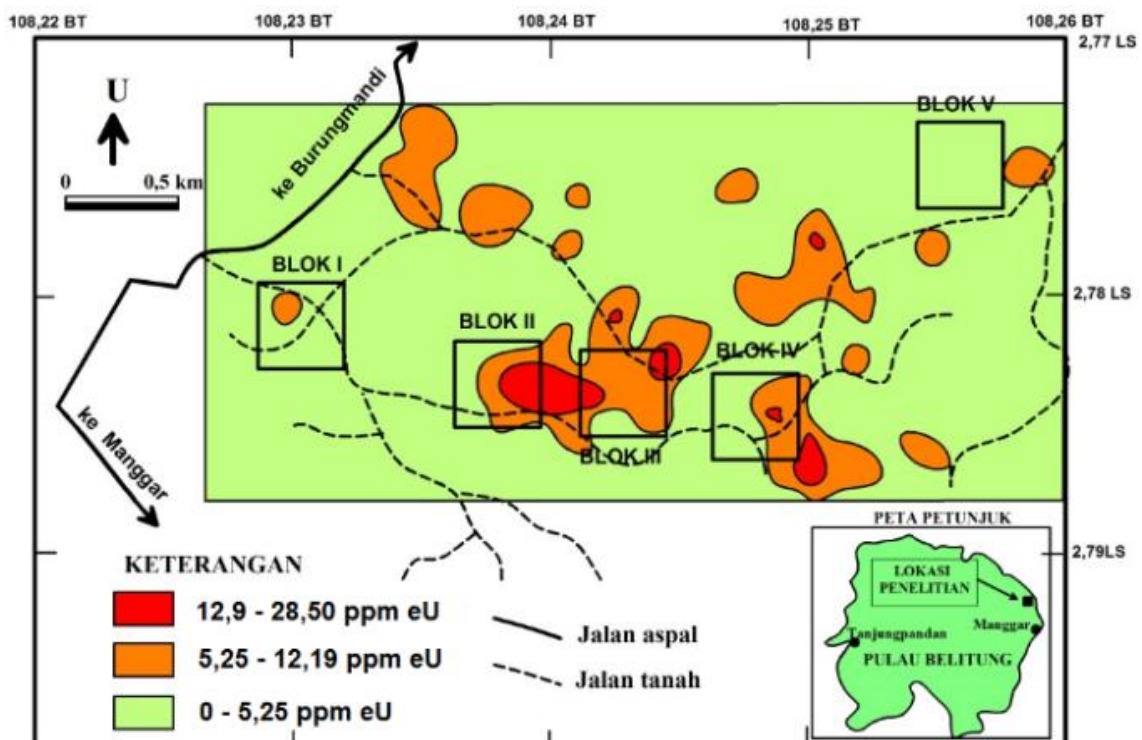 108,22 BT
108,23 BT
108,24 BT
108,25 BT
108,26 BT
2,77 LS
U
0 0,5 km
ke Burungmandi
BLOK V
BLOK I
2,78 LS
BLOK II
BLOK IV
BLOK III
ke Manggar
2,79LS
KETERANGAN
12,9 - 28,50 ppm eU
5,25 - 12,19 ppm eU
0 - 5,25 ppm eU
Jalan aspal
Jalan tanah
PETA PETUNJUK
LOKASI
PENELITIAN
Manggar
Tanjungpandan
PULAU BELITUNG